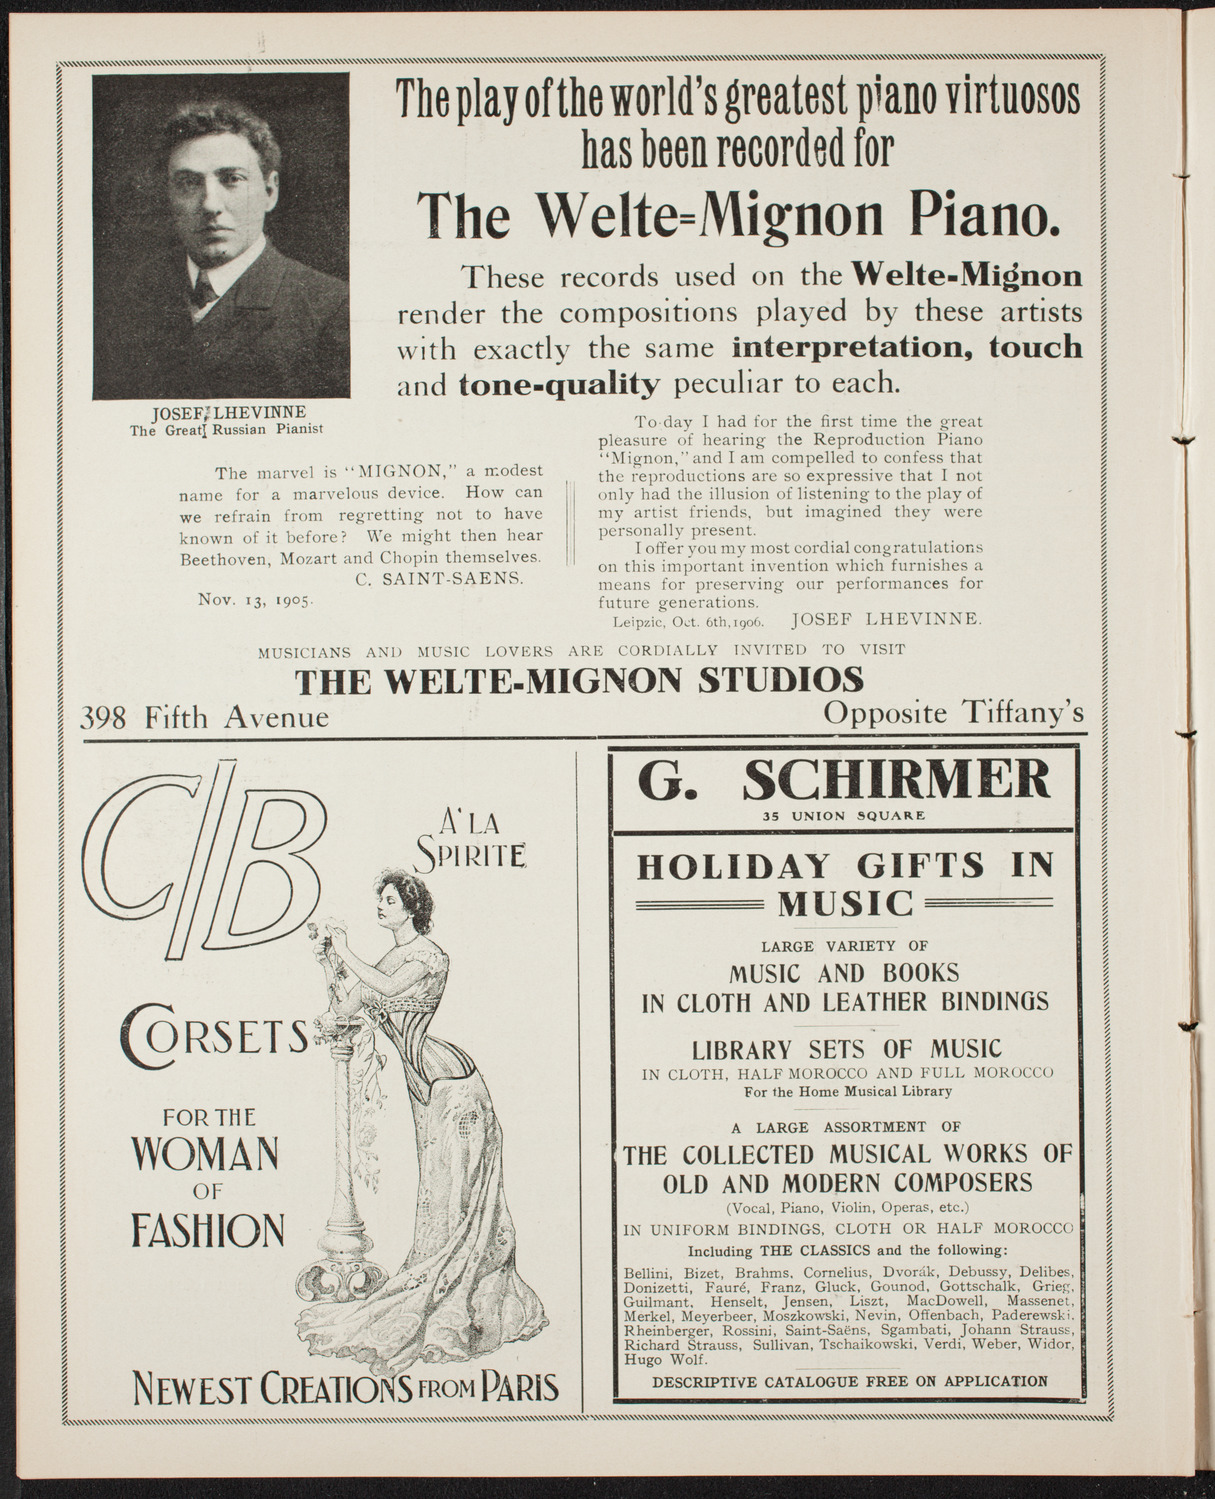 The play of the world's greatest piano virtuosos
has been recorded for
The Welte=Mignon Piano.
These records used on the Welte-Mignon
render the compositions played by these artists
with exactly the same interpretation, touch
and tone-quality peculiar to each.
JOSEF LHEVINNE
The Great Russian Pianist
The marvel is "MIGNON," a modest
name for a marvelous device. How can
we refrain from regretting not to have
known of it before? We might then hear
Beethoven, Mozart and Chopin themselves.
C. SAINT-SAENS.
Nov. 13, 1905.
To-day I had for the first time the great
pleasure of hearing the Reproduction Piano
"Mignon," and I am compelled to confess that
the reproductions are so expressive that I not
only had the illusion of listening to the play of
my artist friends, but imagined they were
personally present.
I offer you my most cordial congratulations
on this important invention which furnishes a
means for preserving our performances for
future generations.
Leipzic, Oct. 6th, 1906. JOSEF LHEVINNE.
MUSICIANS AND MUSIC LOVERS ARE CORDIALLY INVITED TO VISIT
THE WELTE-MIGNON STUDIOS
398 Fifth Avenue Opposite Tiffany's
C/B
A' LA
SPIRITE
CORSETS
FOR THE
WOMAN
OF
FASHION
NEWEST CREATIONS FROM PARIS
G. SCHIRMER
35 UNION SQUARE
HOLIDAY GIFTS IN
MUSIC
LARGE VARIETY OF
MUSIC AND BOOKS
IN CLOTH AND LEATHER BINDINGS
LIBRARY SETS OF MUSIC
IN CLOTH, HALF MOROCCO AND FULL MOROCCO
For the Home Musical Library
A LARGE ASSORTMENT OF
THE COLLECTED MUSICAL WORKS OF
OLD AND MODERN COMPOSERS
(Vocal, Piano, Violin, Operas, etc.)
IN UNIFORM BINDINGS, CLOTH OR HALF MOROCCO
Including THE CLASSICS and the following:
Bellini, Bizet, Brahms, Cornelius, Dvorák, Debussy, Delibes,
Donizetti, Fauré, Franz, Gluck, Gounod, Gottschalk, Grieg,
Guilmant, Henselt, Jensen, Liszt, MacDowell, Massenet,
Merkel, Meyerbeer, Moszkowski, Nevin, Offenbach, Paderewski,
Rheinberger, Rossini, Saint-Saëns, Sgambati, Johann Strauss,
Richard Strauss, Sullivan, Tschaikowski, Verdi, Weber, Widor,
Hugo Wolf.
DESCRIPTIVE CATALOGUE FREE ON APPLICATION